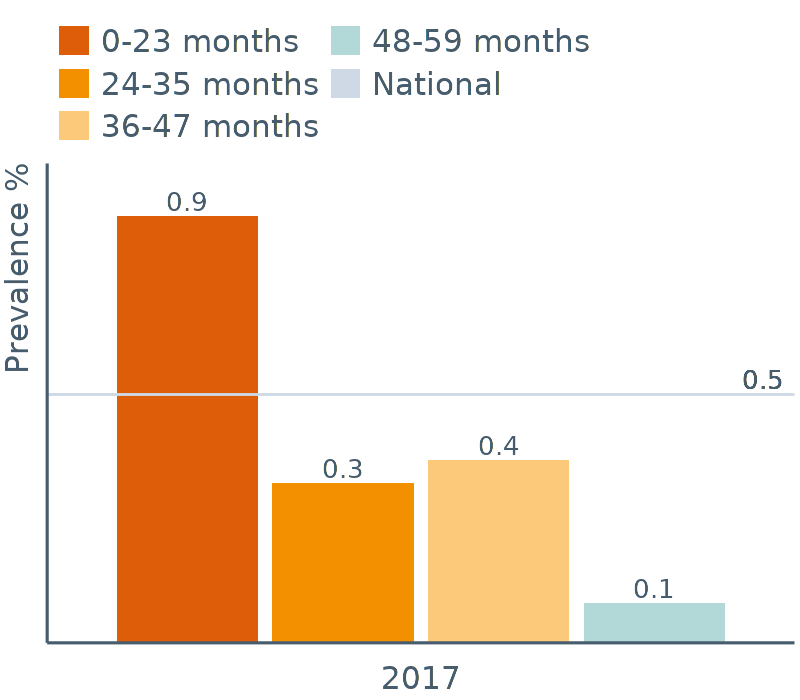 0-23 months
48-59 months
24-35 months
National
36-47 months
Prevalence %
0.9
0.5
0.4
0.3
0.1
2017